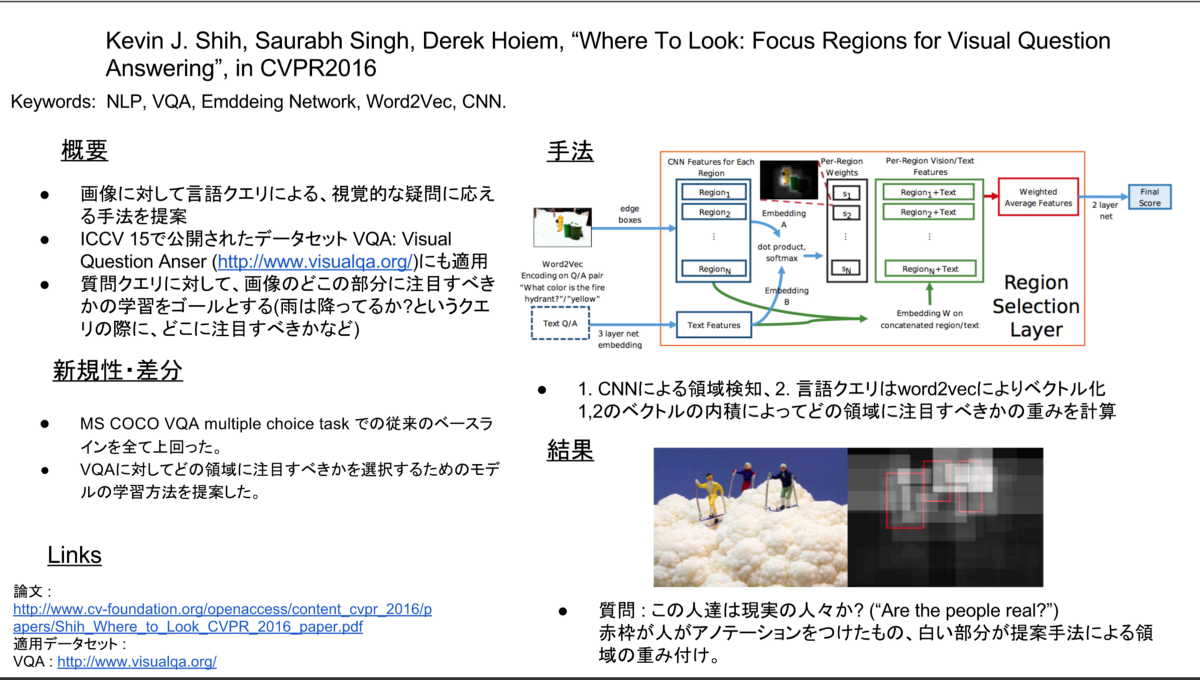 Kevin J. Shih, Saurabh Singh, Derek Hoiem, “Where To Look: Focus Regions for Visual Question
Answering”, in CVPR2016
Keywords: NLP, VQA, Emddeing Network, Word2Vec, CNN.
概要
● 画像に対して言語クエリによる、視覚的な疑問に応え
る手法を提案
● ICCV 15で公開されたデータセット VQA: Visual
Question Anser (http://www.visualqa.org/)にも適用
● 質問クエリに対して、画像のどこの部分に注目すべき
かの学習をゴールとする(雨は降ってるか?というクエ
リの際に、どこに注目すべきかなど)
新規性・差分
● MS COCO VQA multiple choice task での従来のベースラ
インを全て上回った。
● VQAに対してどの領域に注目すべきかを選択するためのモデ
ルの学習方法を提案した。
Links
論文 :
http://www.cv-foundation.org/openaccess/content_cvpr_2016/p
apers/Shih_Where_to_Look_CVPR_2016_paper.pdf
適用データセット :
VQA : http://www.visualqa.org/
手法
CNN Features for Each
Region
Region1
Region2
⋮
RegionN
edge
boxes
Word2Vec
Encoding on Q/A pair
“What color is the fire
hydrant?”/“yellow”
Text Q/A
3 layer net
embedding
Text Features
Embedding
A
dot product,
softmax
Embedding
B
Per-Region
Weights
s1
s2
⋮
sN
Per-Region Vision/Text
Features
Region1+Text
Region2+Text
⋮
RegionN+Text
Embedding W on
concatenated region/text
Weighted
Average Features
2 layer
net
Final
Score
Region
Selection
Layer
● 1. CNNによる領域検知、2. 言語クエリはword2vecによりベクトル化
1,2のベクトルの内積によってどの領域に注目すべきかの重みを計算
結果
● 質問 : この人達は現実の人々か? (“Are the people real?”)
赤枠が人がアノテーションをつけたもの、白い部分が提案手法による領
域の重み付け。